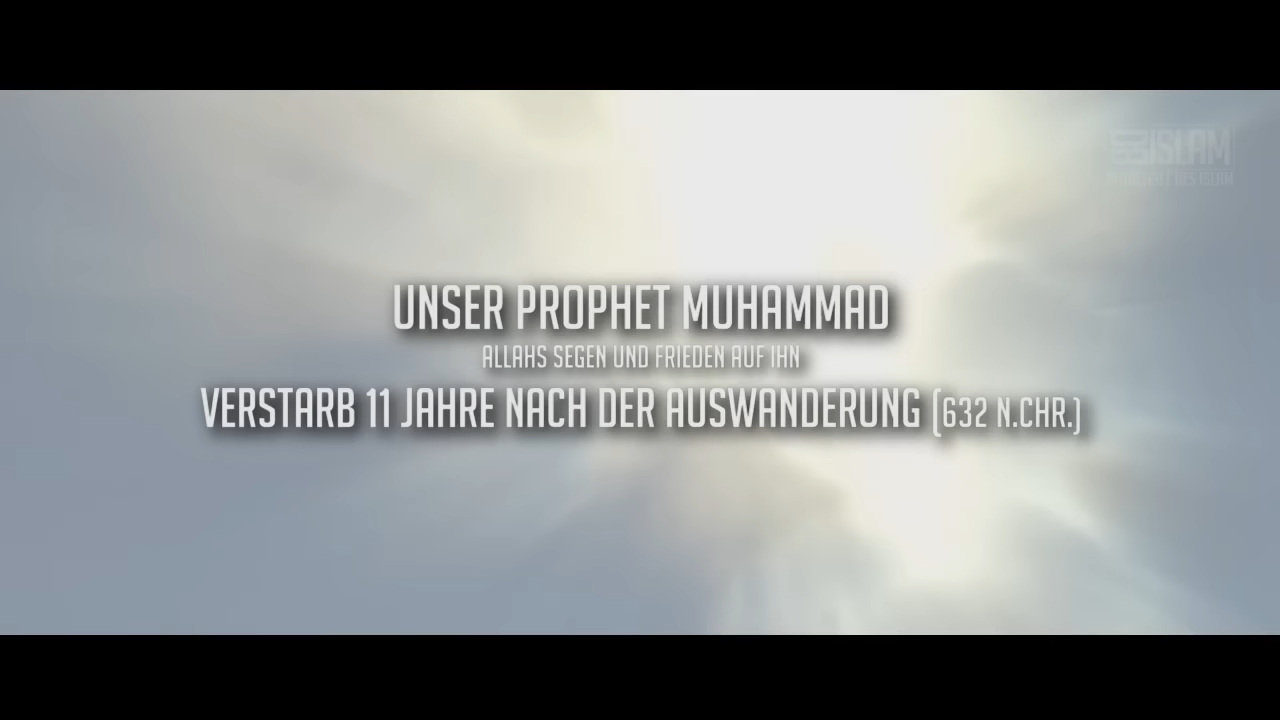 ISLAM
UNSER PROPHET MUHAMMAD
ALLAHS SEGEN UND FRIEDEN AUF IHN
VERSTARB 11 JAHRE NACH DER AUSWANDERUNG (632 N.CHR.)